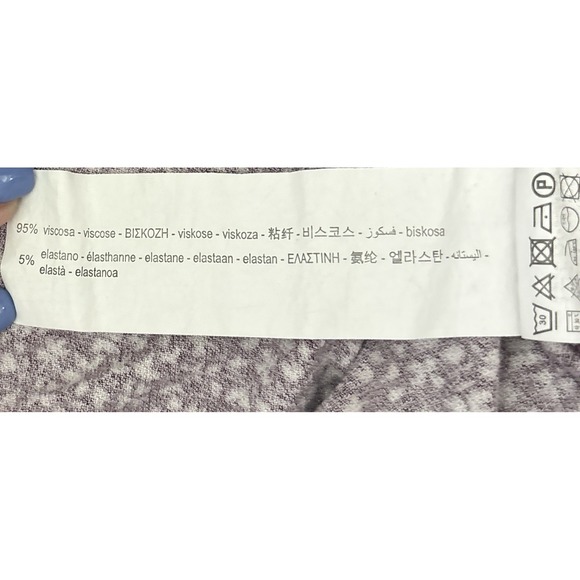 95% viscosa - viscose - ΒΙΣΚΟΖΗ - viskose - viskoza - 粘纤 - 비스코스 - فسكوز - biskosa
5% elastano - élasthanne - elastane - elastaan - elastan - ΕΛΑΣΤΙΝΗ - 氨纶 - 엘라스탄 - اليستانه -
elastà - elastanoa
P
30